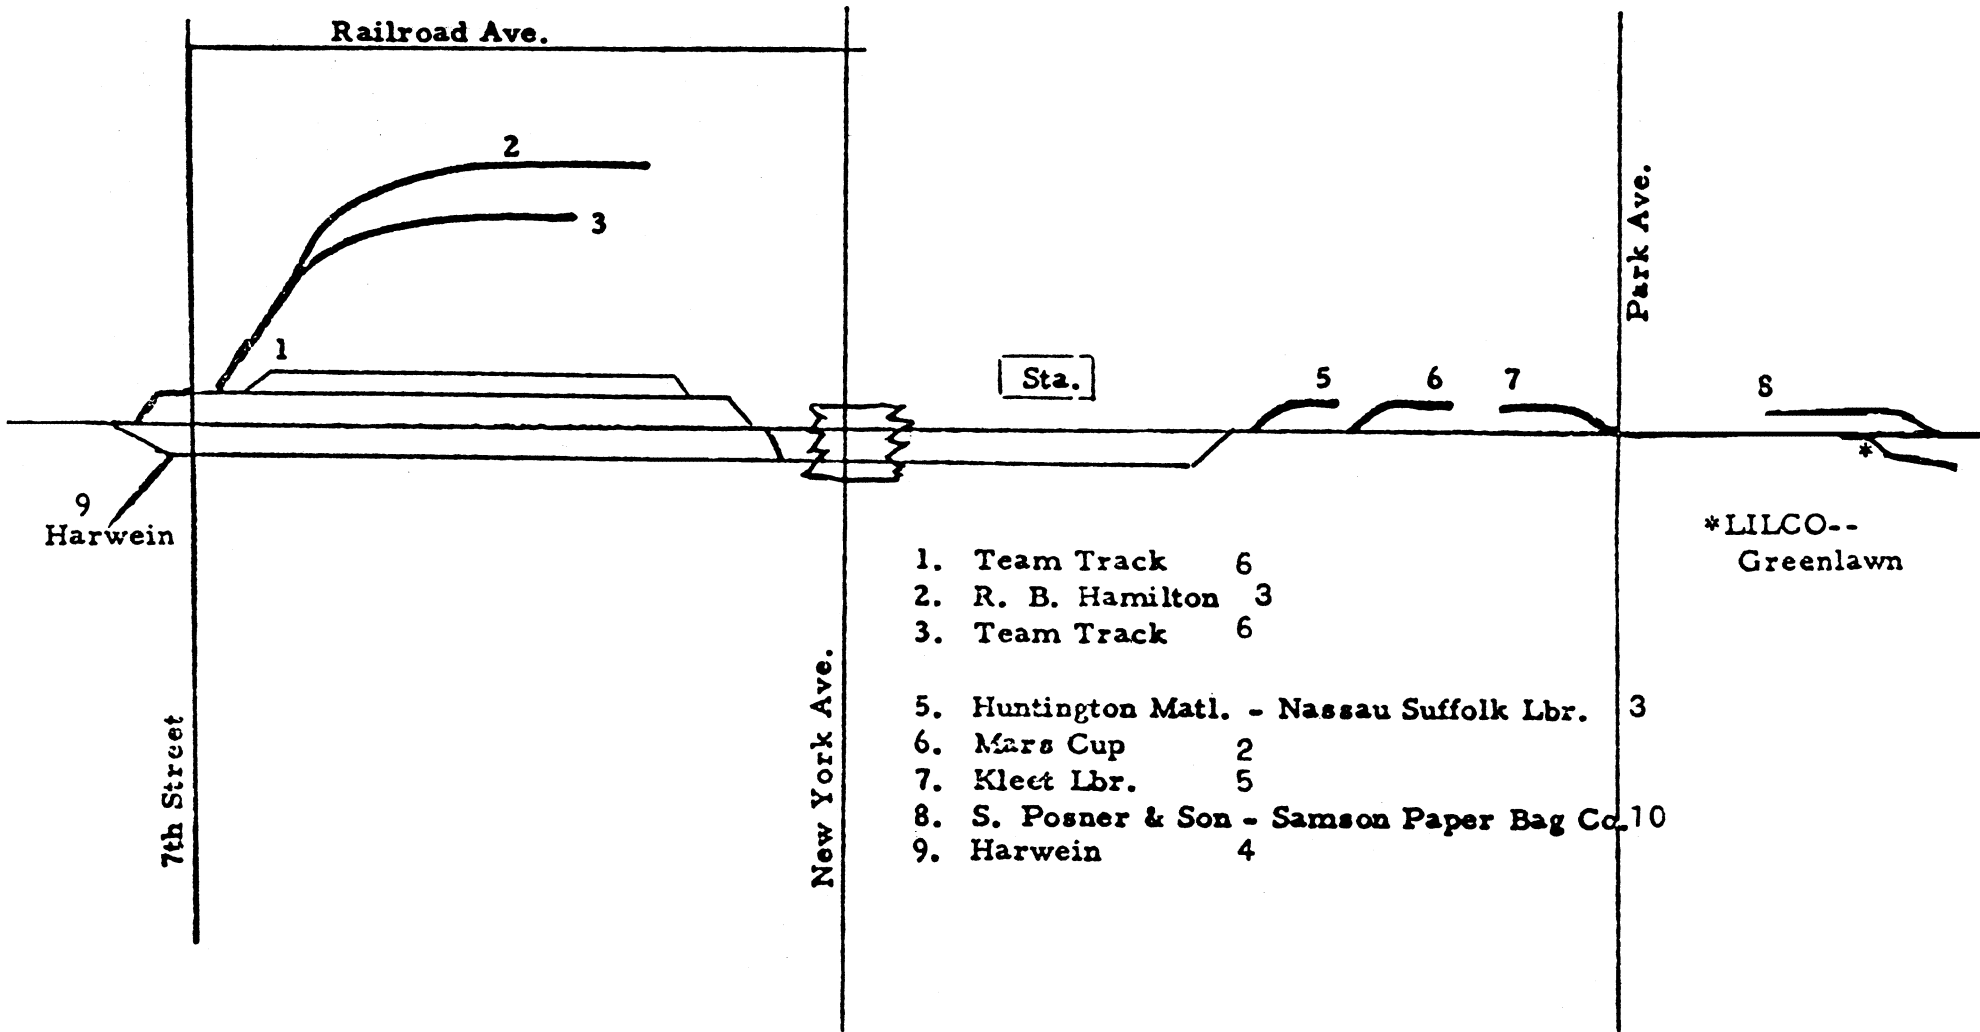 Railroad Ave.
2
3
1
Park Ave.
Sta.
5 6 7 8
*
9
Harwein
*LILCO--
Greenlawn
7th Street
New York Ave.
1. Team Track 6
2. R. B. Hamilton 3
3. Team Track 6
5. Huntington Matl. - Nassau Suffolk Lbr. 3
6. Mars Cup 2
7. Kleet Lbr. 5
8. S. Posner & Son - Samson Paper Bag Co. 10
9. Harwein 4